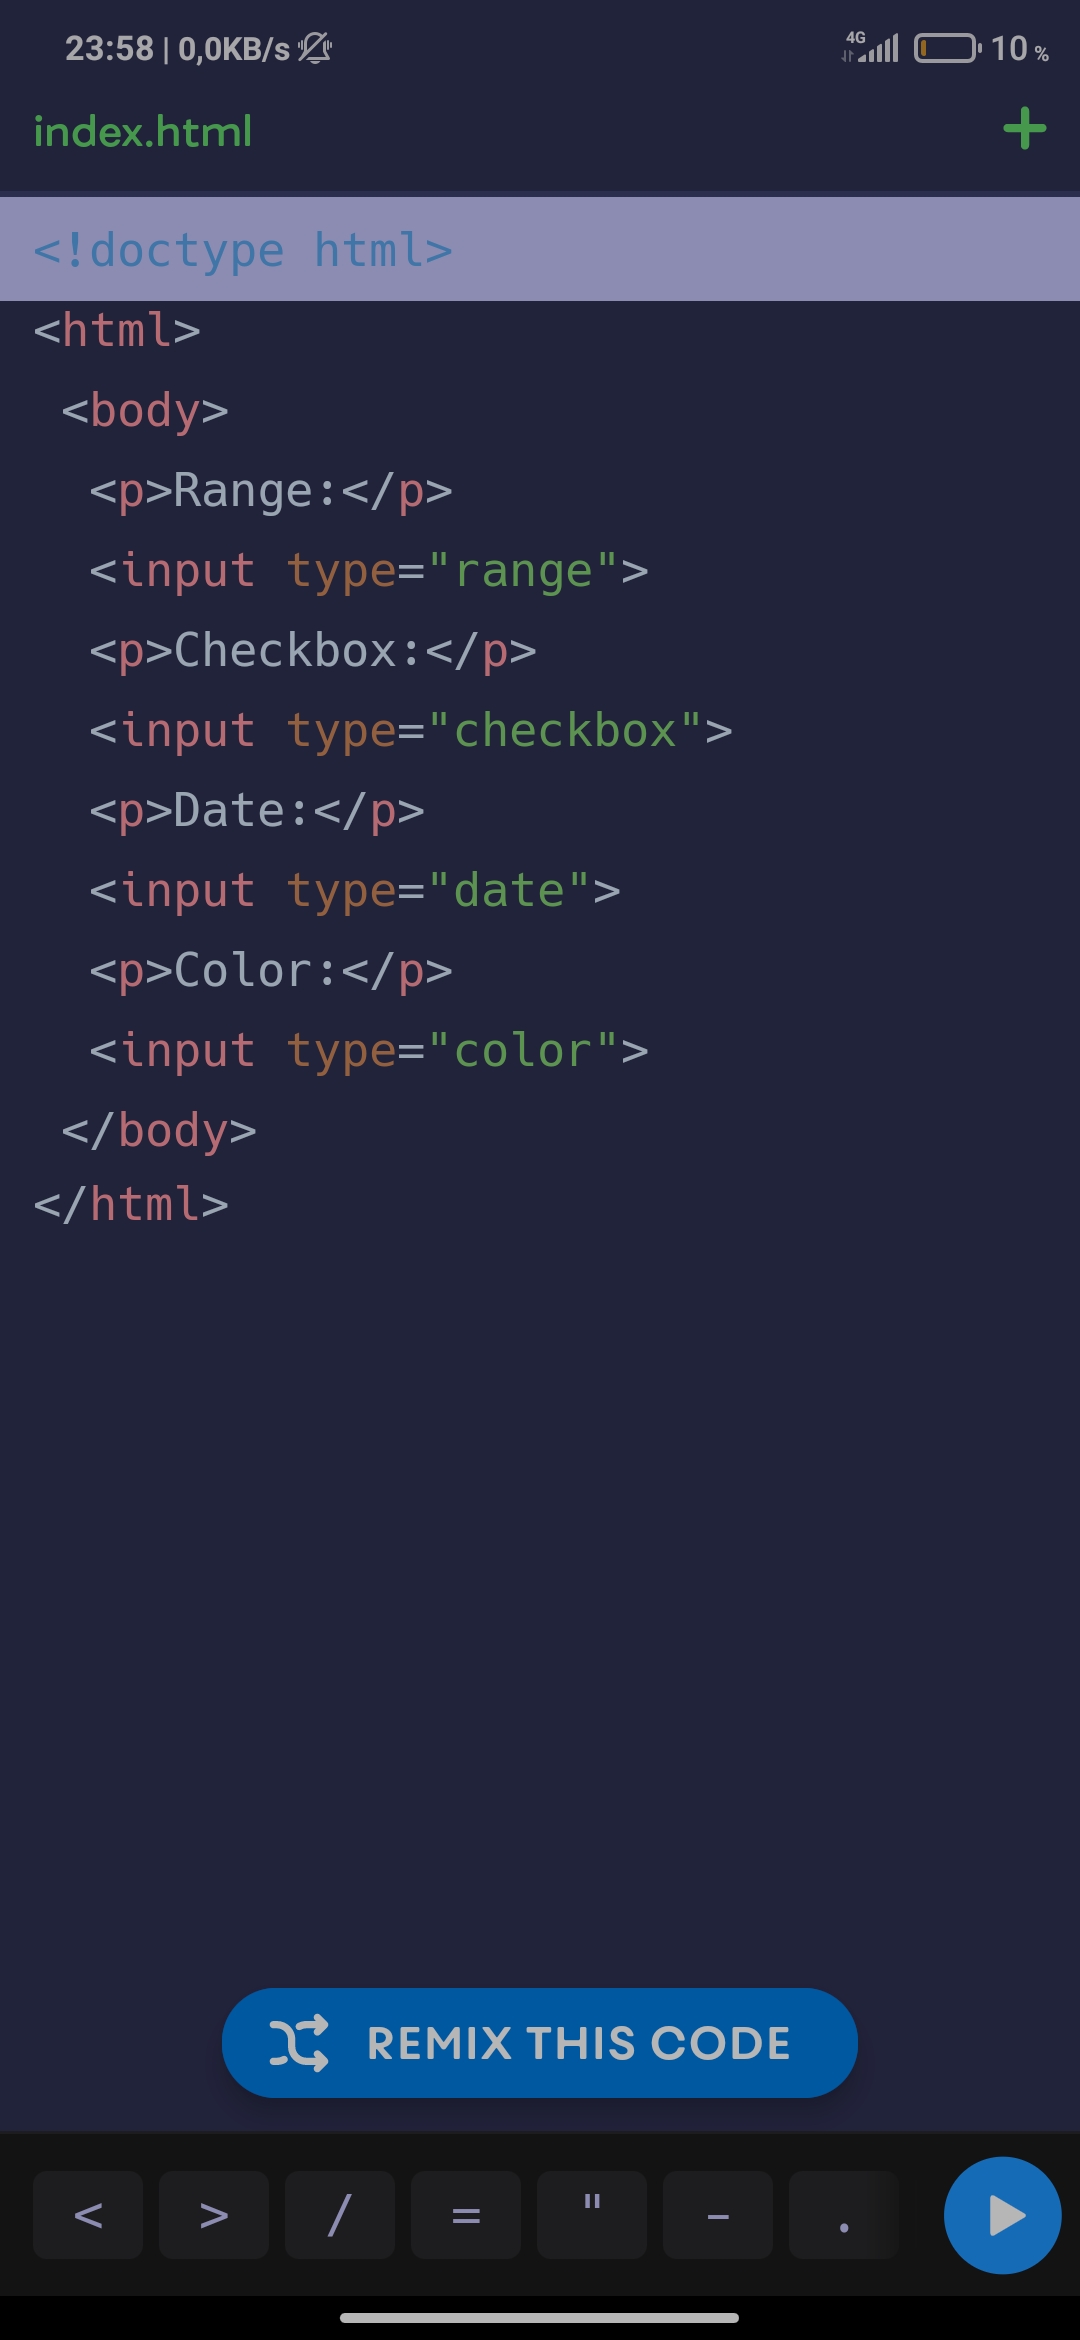 23:58 | 0,0KB/s 4G 10 %
index.html +
<!doctype html>
<html>
 <body>
  <p>Range:</p>
  <input type="range">
  <p>Checkbox:</p>
  <input type="checkbox">
  <p>Date:</p>
  <input type="date">
  <p>Color:</p>
  <input type="color">
 </body>
</html>
REMIX THIS CODE
< > / = " - .